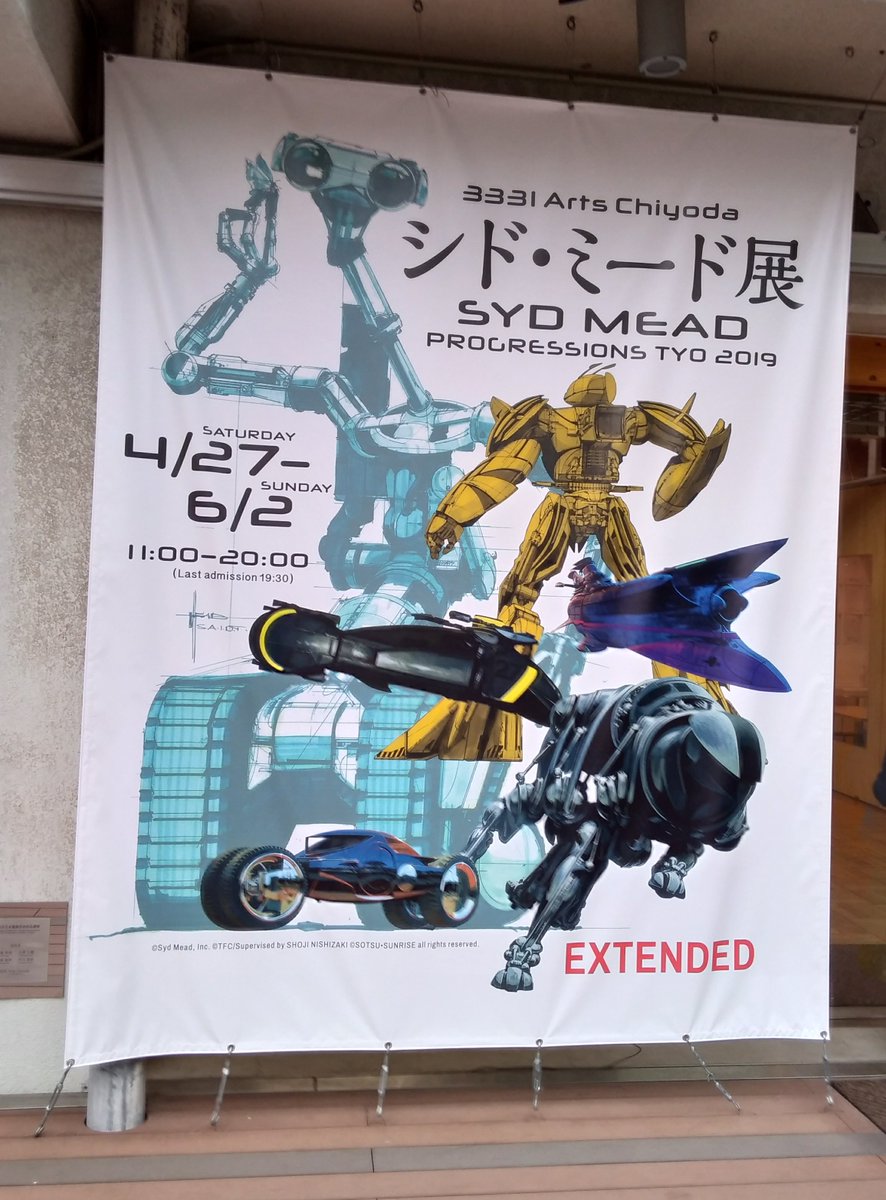 3331 Arts Chiyoda
シド・ミード展
SYD MEAD
PROGRESSIONS TYO 2019
SATURDAY
4/27-
SUNDAY
6/2
11:00-20:00
(Last admission 19:30)
©Syd Mead, Inc. ©TFC/Supervised by SHOJI NISHIZAKI ©SOTSU・SUNRISE all rights reserved.
EXTENDED